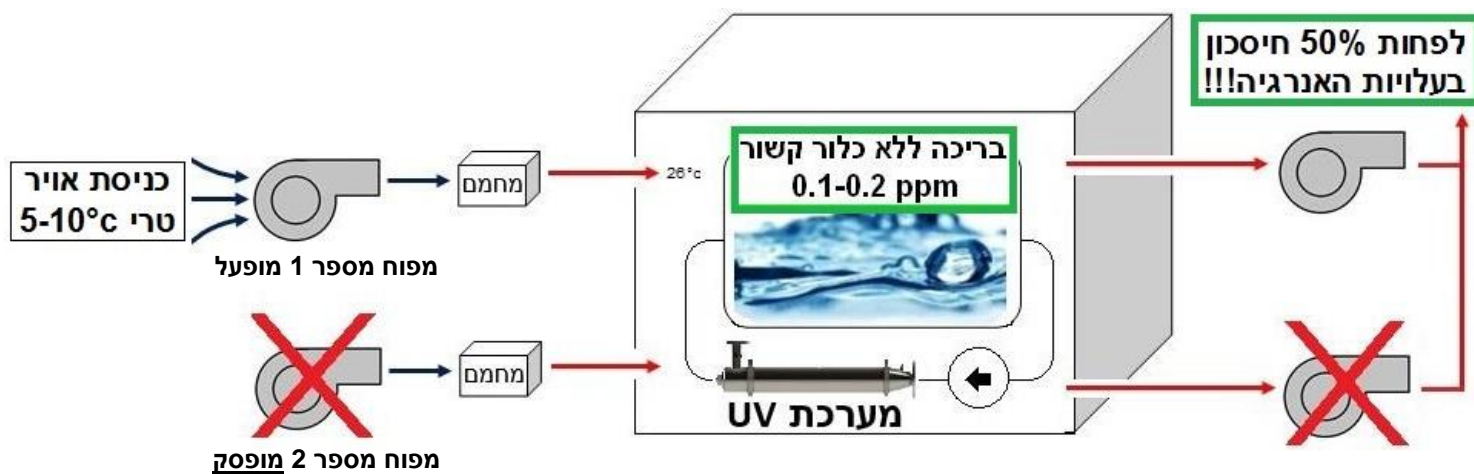 לפחות 50% חיסכון
בעלויות האנרגיה!!!
בריכה ללא כלור קשור
0.1-0.2 ppm
כניסת אויר
טרי 5-10°c
מחמם
26°c
מפוח מספר 1 מופעל
מחמם
מערכת UV
מפוח מספר 2 מופסק